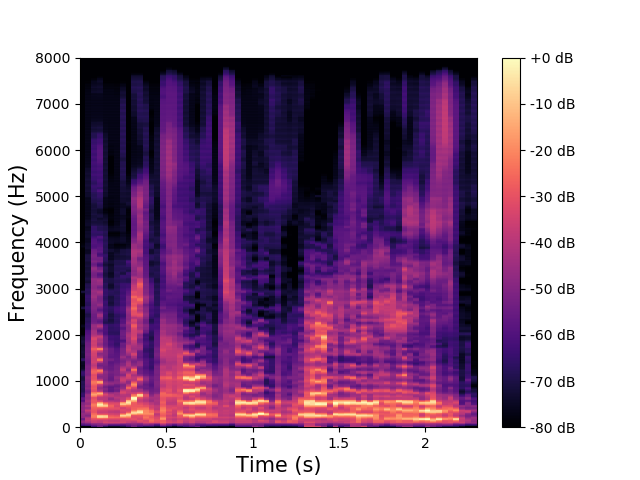 8000
7000
6000
5000
4000
3000
2000
1000
0
Frequency (Hz)
0
0.5
1
1.5
2
Time (s)
+0 dB
-10 dB
-20 dB
-30 dB
-40 dB
-50 dB
-60 dB
-70 dB
-80 dB